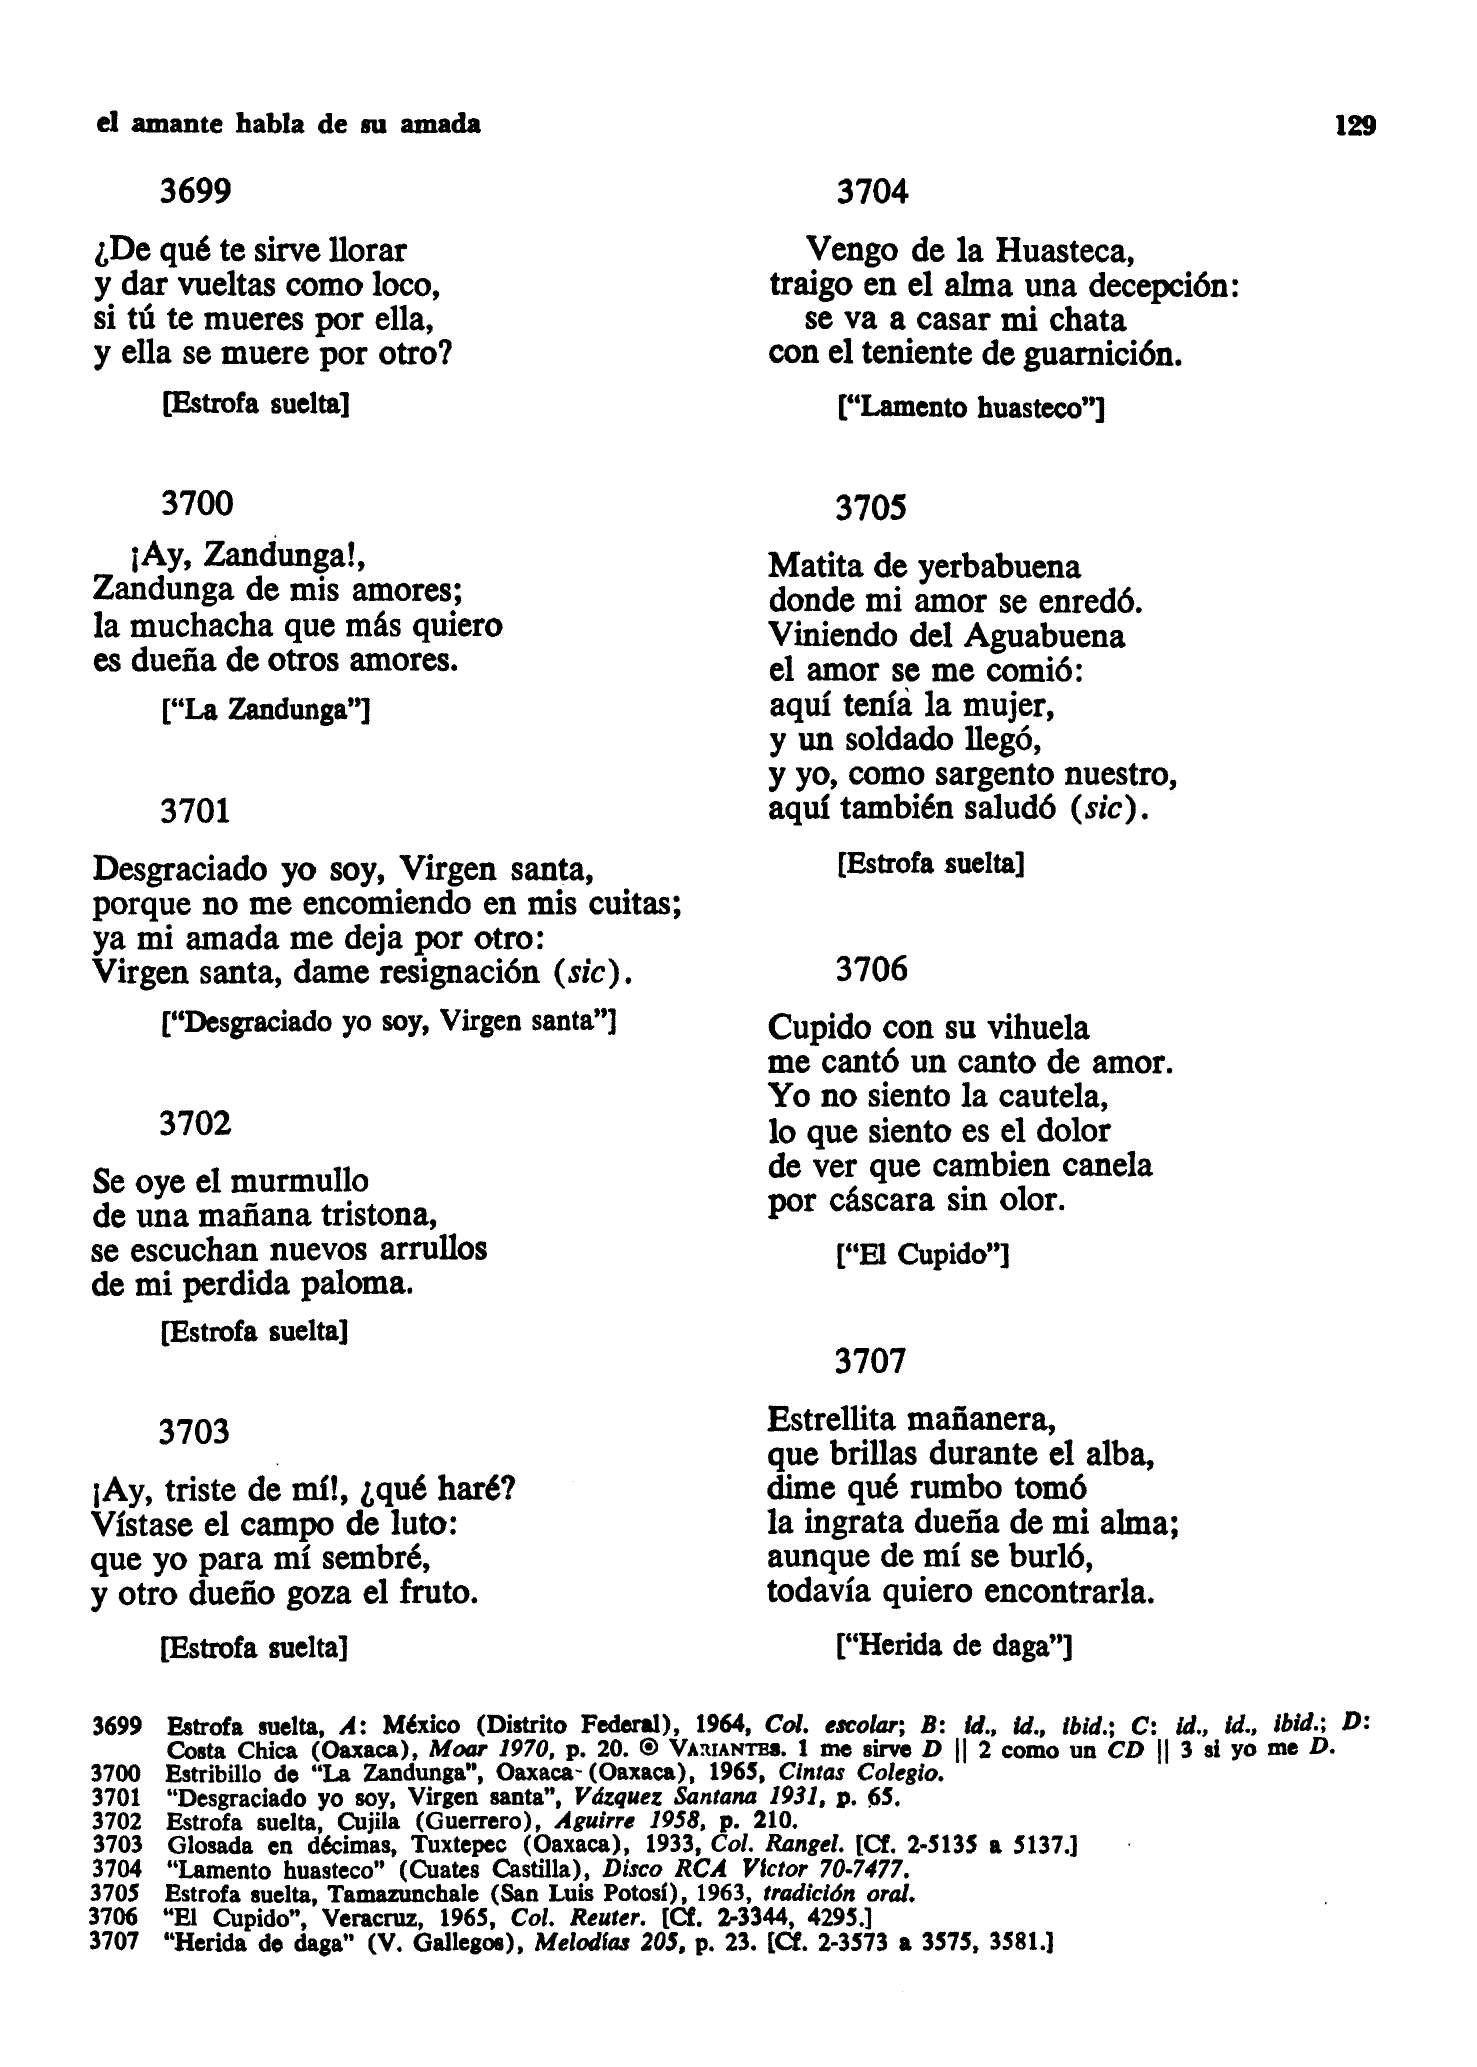 el amante habla de su amada
129
3699
¿De qué te sirve llorar
y dar vueltas como loco,
si tú te mueres por ella,
y ella se muere por otro?
[Estrofa suelta]
3700
¡Ay, Zandunga!,
Zandunga de mis amores;
la muchacha que más quiero
es dueña de otros amores.
[“La Zandunga”]
3701
Desgraciado yo soy, Virgen santa,
porque no me encomiendo en mis cuitas;
ya mi amada me deja por otro:
Virgen santa, dame resignación (sic).
[“Desgraciado yo soy, Virgen santa”]
3702
Se oye el murmullo
de una mañana tristona,
se escuchan nuevos arrullos
de mi perdida paloma.
[Estrofa suelta]
3703
¡Ay, triste de mí!, ¿qué haré?
Vístase el campo de luto:
que yo para mí sembré,
y otro dueño goza el fruto.
[Estrofa suelta]
3704
Vengo de la Huasteca,
traigo en el alma una decepción:
se va a casar mi chata
con el teniente de guarnición.
[“Lamento huasteco”]
3705
Matita de yerbabuena
donde mi amor se enredó.
Viniendo del Aguabuena
el amor se me comió:
aquí tenía la mujer,
y un soldado llegó,
y yo, como sargento nuestro,
aquí también saludó (sic).
[Estrofa suelta]
3706
Cupido con su vihuela
me cantó un canto de amor.
Yo no siento la cautela,
lo que siento es el dolor
de ver que cambien canela
por cáscara sin olor.
[“El Cupido”]
3707
Estrellita mañanera,
que brillas durante el alba,
dime qué rumbo tomó
la ingrata dueña de mi alma;
aunque de mí se burló,
todavía quiero encontrarla.
[“Herida de daga”]
3699 Estrofa suelta, A: México (Distrito Federal), 1964, Col. escolar; B: id., id., ibid.; C: id., id., ibid.; D:
Costa Chica (Oaxaca), Moar 1970, p. 20. ⊙ VARIANTES. 1 me sirve D || 2 como un CD || 3 si yo me D.
3700 Estribillo de “La Zandunga”, Oaxaca (Oaxaca), 1965, Cintas Colegio.
3701 “Desgraciado yo soy, Virgen santa”, Vázquez Santana 1931, p. 65.
3702 Estrofa suelta, Cujila (Guerrero), Aguirre 1958, p. 210.
3703 Glosada en décimas, Tuxtepec (Oaxaca), 1933, Col. Rangel. [Cf. 2-5135 a 5137.]
3704 “Lamento huasteco” (Cuates Castilla), Disco RCA Víctor 70-7477.
3705 Estrofa suelta, Tamazunchale (San Luis Potosí), 1963, tradición oral.
3706 “El Cupido”, Veracruz, 1965, Col. Reuter. [Cf. 2-3344, 4295.]
3707 “Herida de daga” (V. Gallegos), Melodías 205, p. 23. [Cf. 2-3573 a 3575, 3581.]